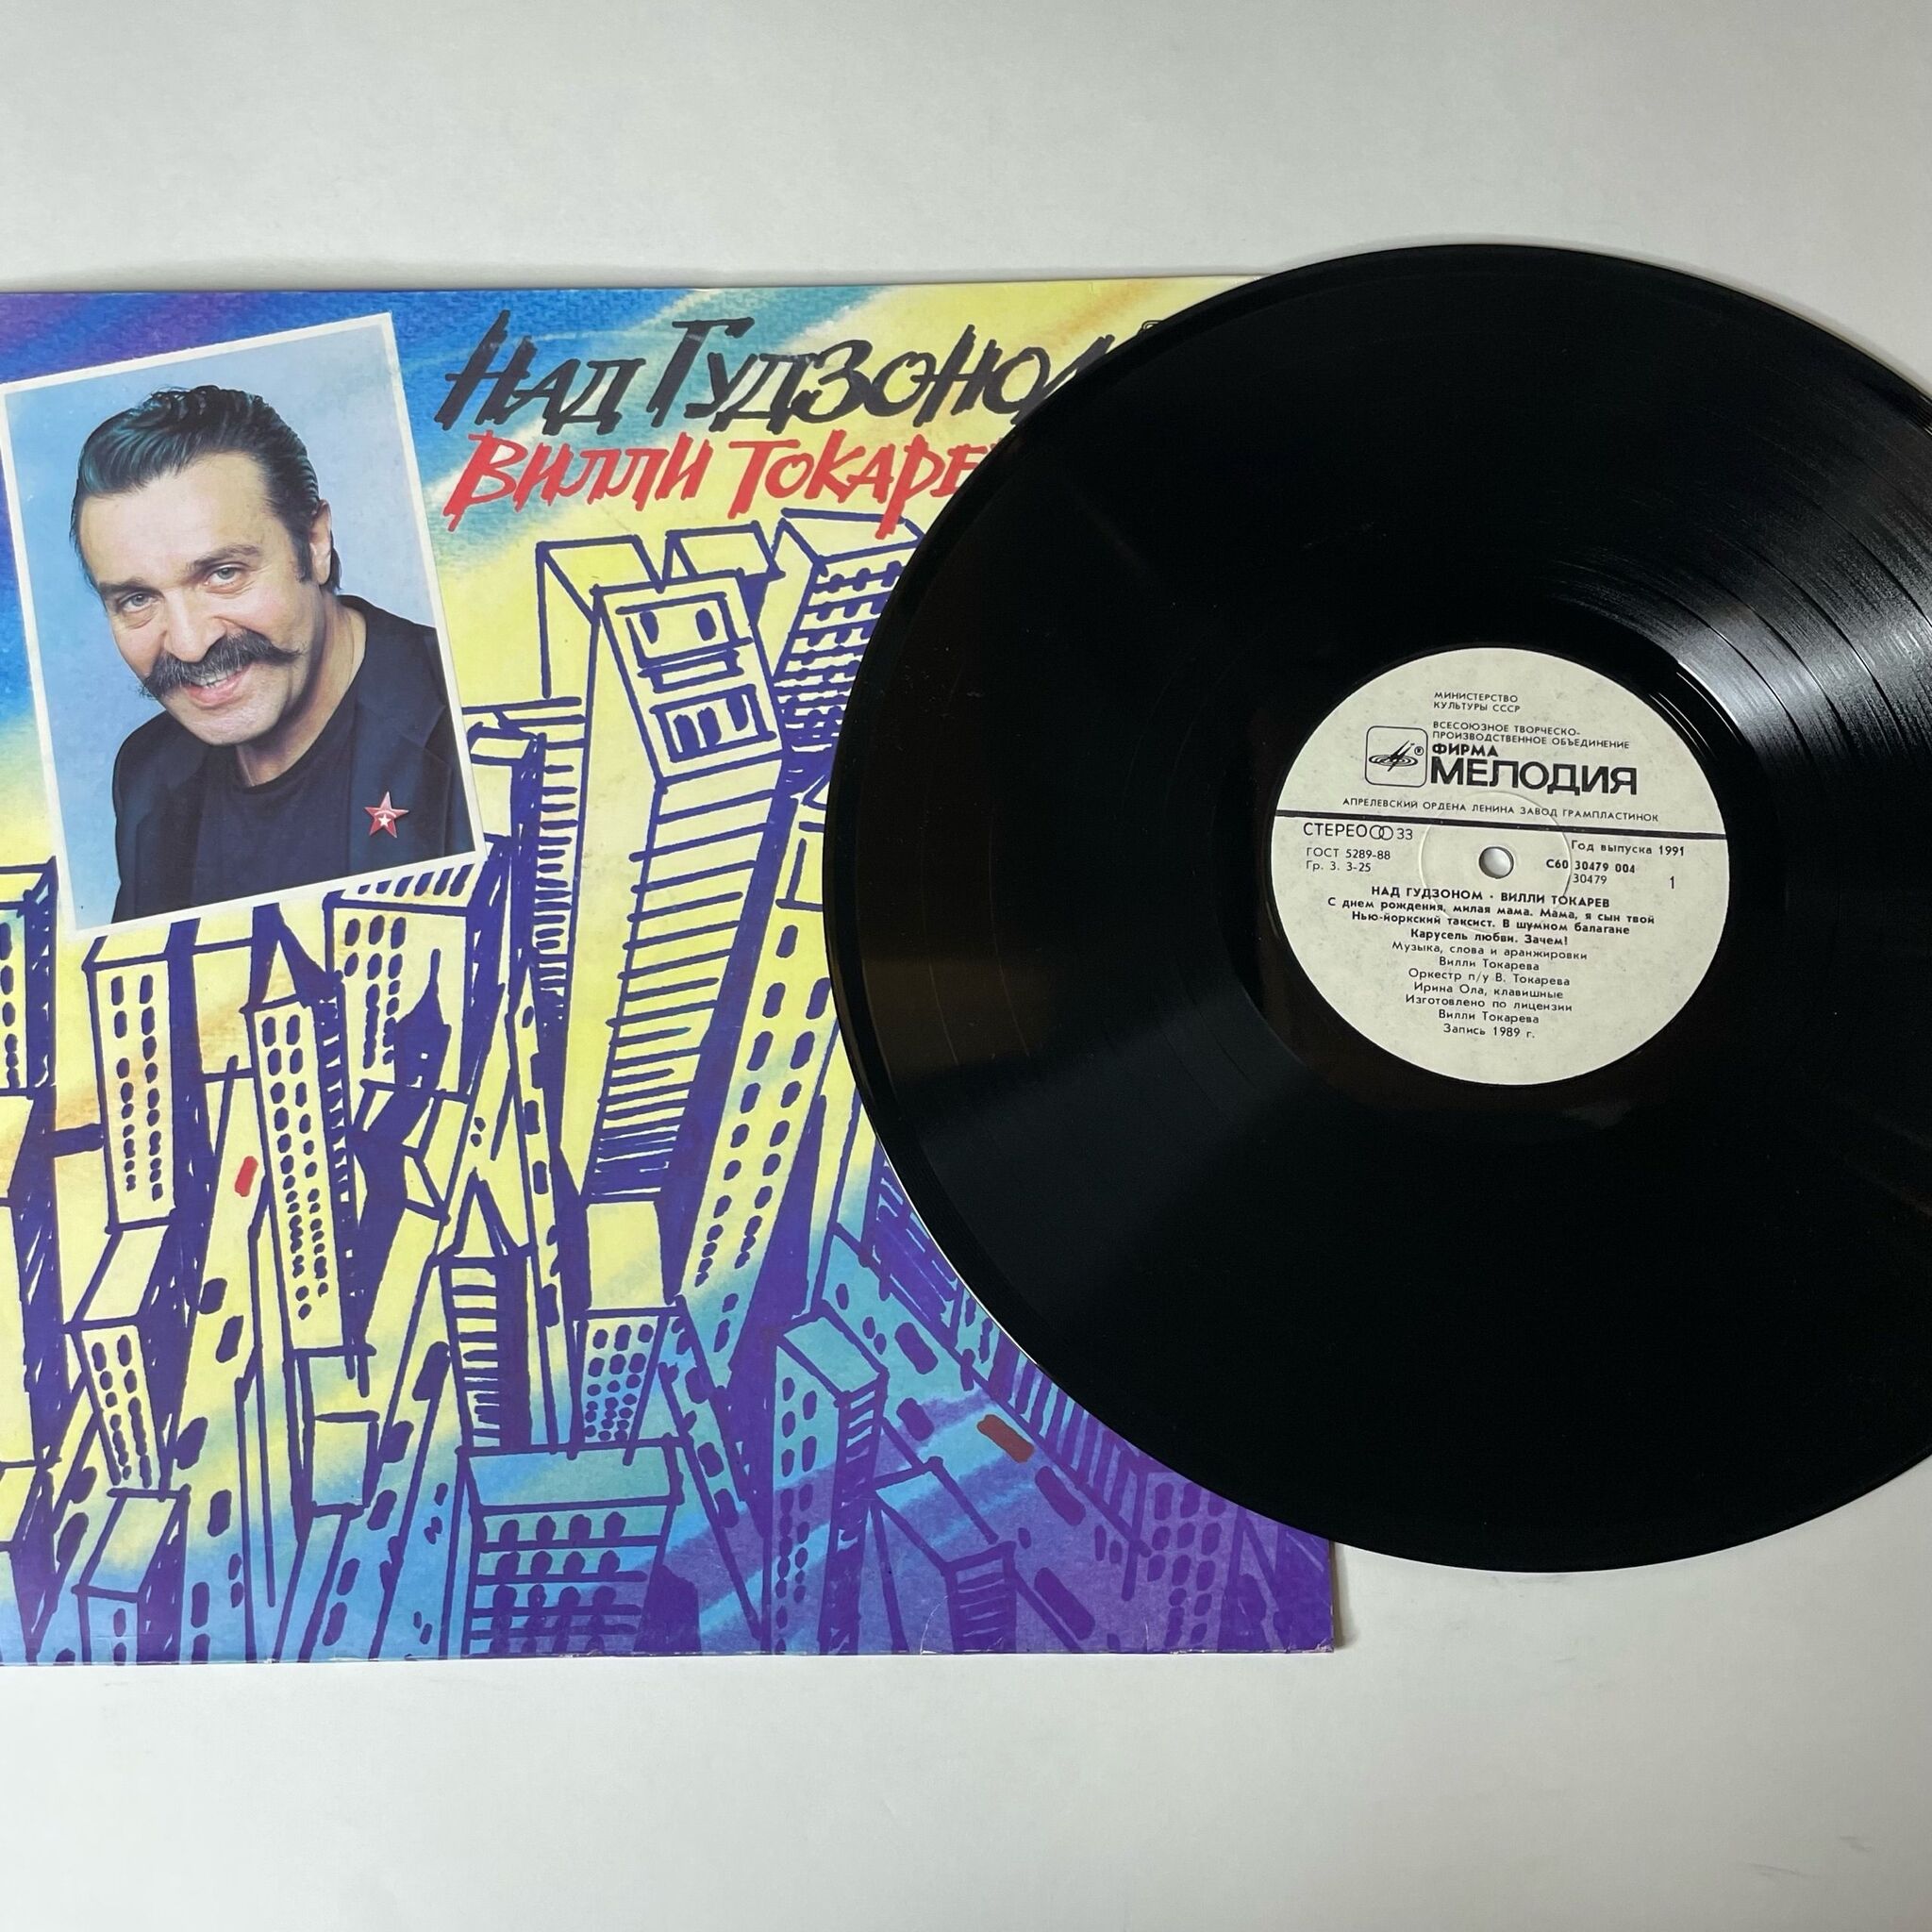 НАД ГУДЗОНОМ
ВИЛЛИ ТОКАРЕВ
МИНИСТЕРСТВО
КУЛЬТУРЫ СССР
ВСЕСОЮЗНОЕ ТВОРЧЕСКО-
ПРОИЗВОДСТВЕННОЕ ОБЪЕДИНЕНИЕ
®ФИРМА
МЕЛОДИЯ
АПРЕЛЕВСКИЙ ОРДЕНА ЛЕНИНА ЗАВОД ГРАМПЛАСТИНОК
СТЕРЕО 33
Год выпуска 1991
ГОСТ 5289-88
Гр. 3. 3-25
С60 30479 004
30479
1
НАД ГУДЗОНОМ · ВИЛЛИ ТОКАРЕВ
С днем рождения, милая мама. Мама, я сын твой
Нью-йоркский таксист. В шумном балагане
Карусель любви. Зачем!
Музыка, слова и аранжировки
Вилли Токарева
Оркестр п/у В. Токарева
Ирина Ола, клавишные
Изготовлено по лицензии
Вилли Токарева
Запись 1989 г.